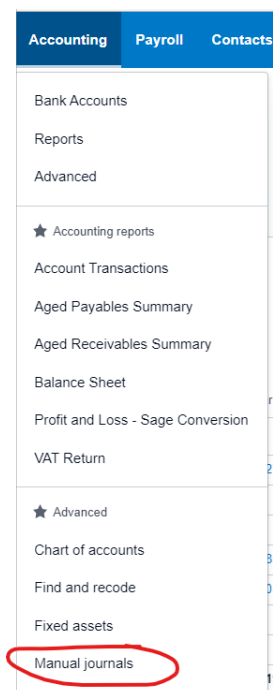 Accounting Payroll Contacts
Bank Accounts
Reports
Advanced
Accounting reports
Account Transactions
Aged Payables Summary
Aged Receivables Summary
Balance Sheet
Profit and Loss - Sage Conversion
VAT Return
Advanced
Chart of accounts
Find and recode
Fixed assets
Manual journals